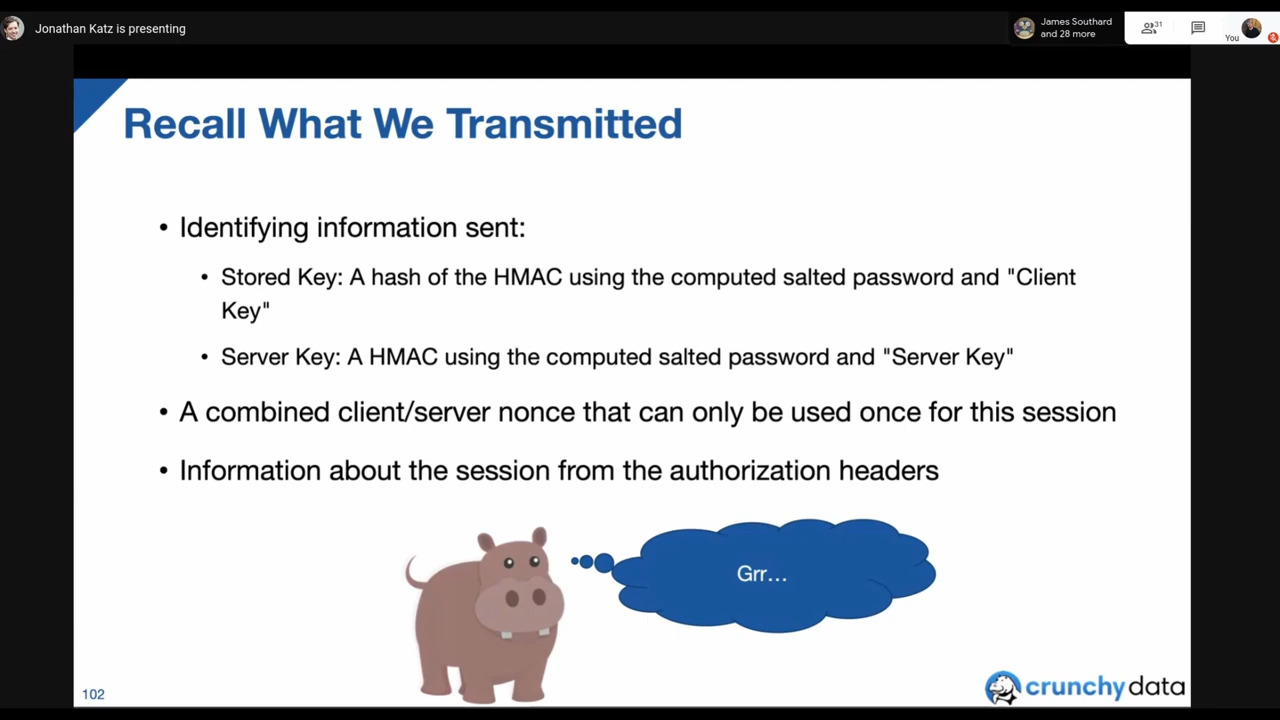 Jonathan Katz is presenting
James Southard
and 28 more
31
You
Recall What We Transmitted
• Identifying information sent:
• Stored Key: A hash of the HMAC using the computed salted password and "Client
Key"
• Server Key: A HMAC using the computed salted password and "Server Key"
• A combined client/server nonce that can only be used once for this session
• Information about the session from the authorization headers
Grr...
102
crunchydata